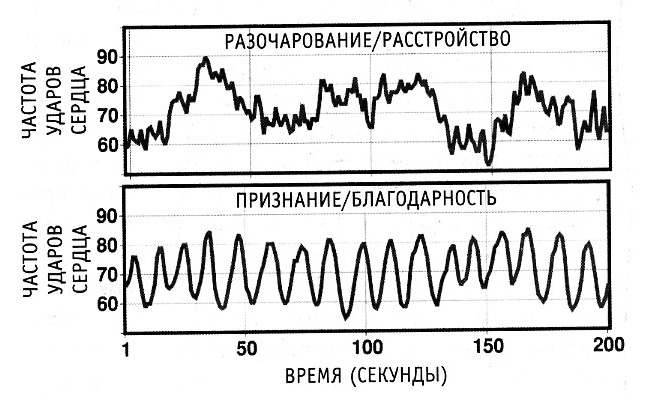 РАЗОЧАРОВАНИЕ/РАССТРОЙСТВО
ЧАСТОТА
УДАРОВ
СЕРДЦА
90
80
70
60
ПРИЗНАНИЕ/БЛАГОДАРНОСТЬ
ЧАСТОТА
УДАРОВ
СЕРДЦА
90
80
70
60
1 50 100 150 200
ВРЕМЯ (СЕКУНДЫ)